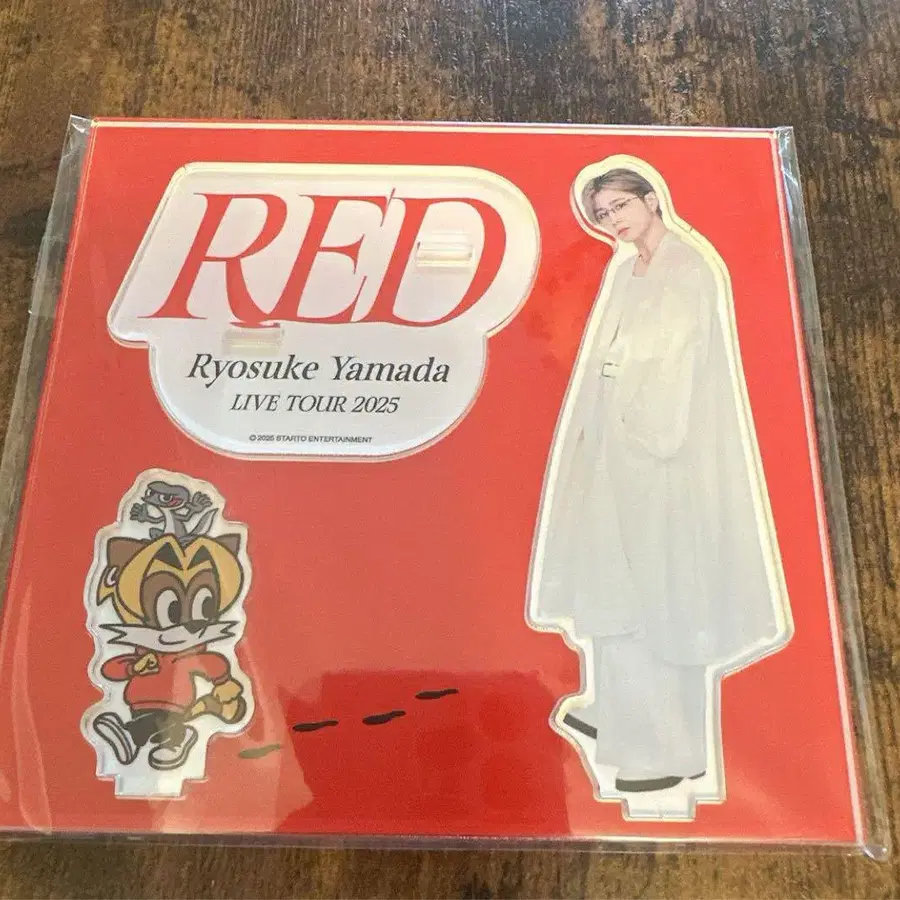 RED
Ryosuke Yamada
LIVE TOUR 2025
© 2025 STARTO ENTERTAINMENT